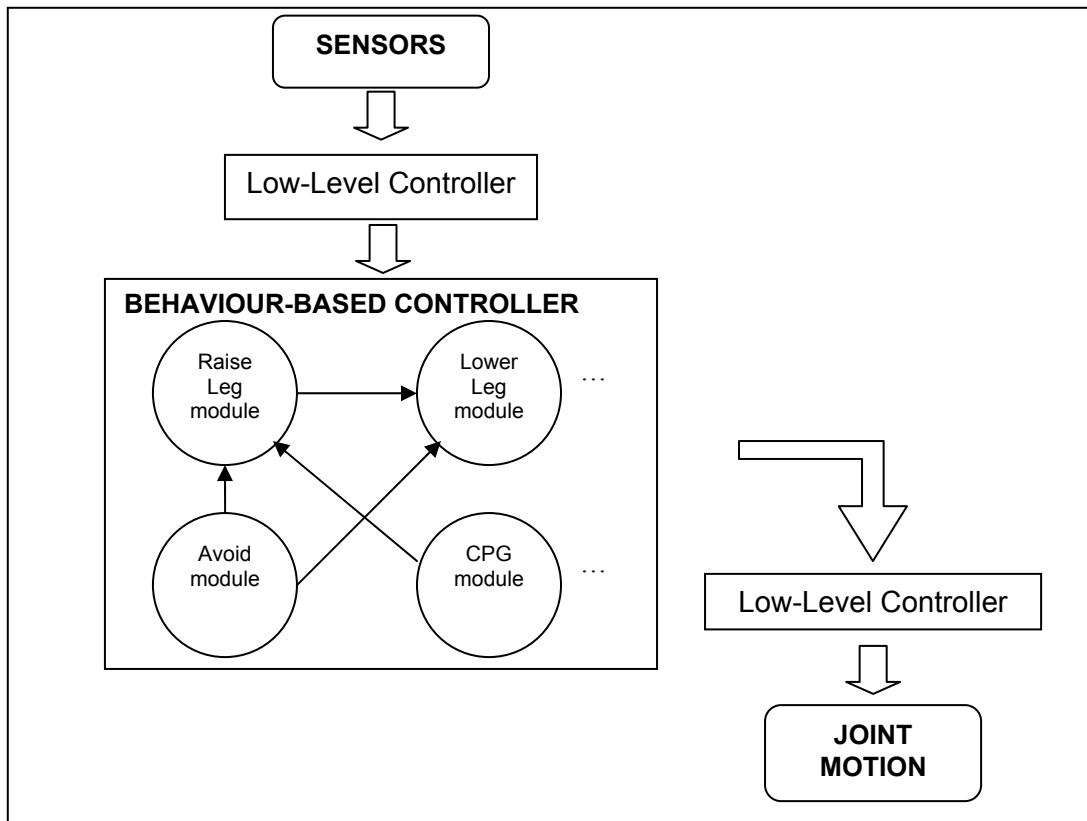 SENSORS
Low-Level Controller
BEHAVIOUR-BASED CONTROLLER
Raise
Leg
module
Lower
Leg
module
...
Avoid
module
CPG
module
...
Low-Level Controller
JOINT
MOTION